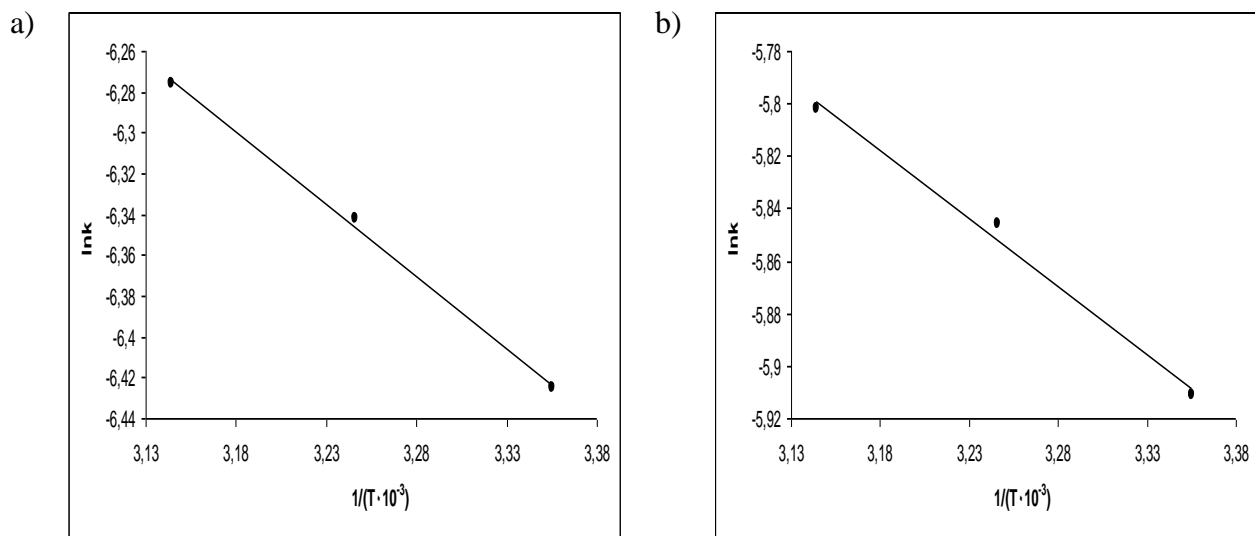 a)
-6,26
-6,28
-6,3
-6,32
-6,34
-6,36
-6,38
-6,4
-6,42
-6,44
lnk
3,13 3,18 3,23 3,28 3,33 3,38
1/(T·10⁻³)
b)
-5,78
-5,8
-5,82
-5,84
-5,86
-5,88
-5,9
-5,92
lnk
3,13 3,18 3,23 3,28 3,33 3,38
1/(T·10⁻³)